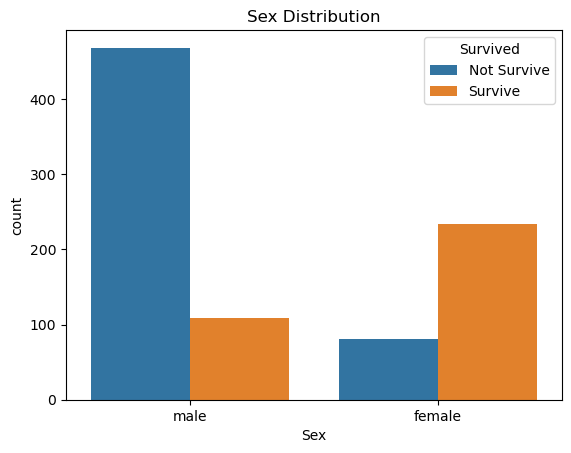 Sex Distribution
Survived
Not Survive
Survive
count
400
300
200
100
0
male
female
Sex